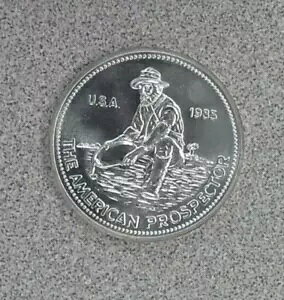 U.S.A.
1985
THE AMERICAN PROSPECTOR